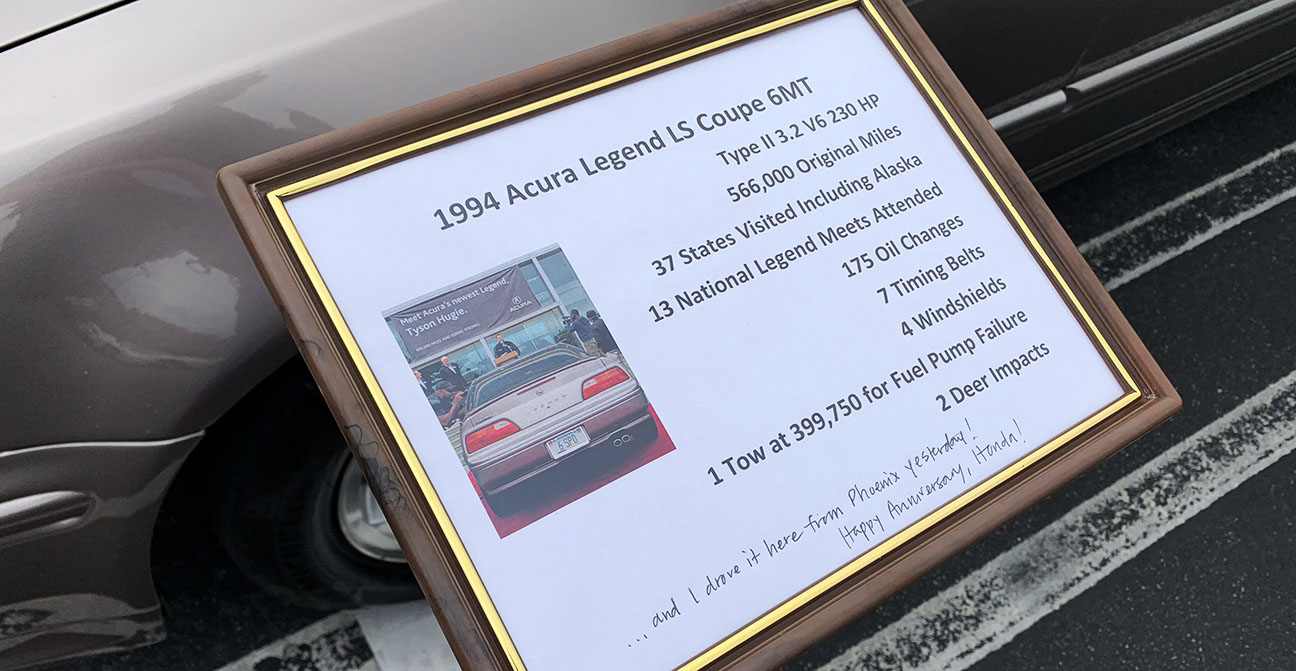 1994 Acura Legend LS Coupe 6MT
Type II 3.2 V6 230 HP
566,000 Original Miles
37 States Visited Including Alaska
13 National Legend Meets Attended
175 Oil Changes
7 Timing Belts
4 Windshields
1 Tow at 399,750 for Fuel Pump Failure
2 Deer Impacts
Meet Acura's newest Legend,
Tyson Hugie.
ACURA
6 SPD
... and I drove it here from Phoenix yesterday!
Happy Anniversary, Honda!